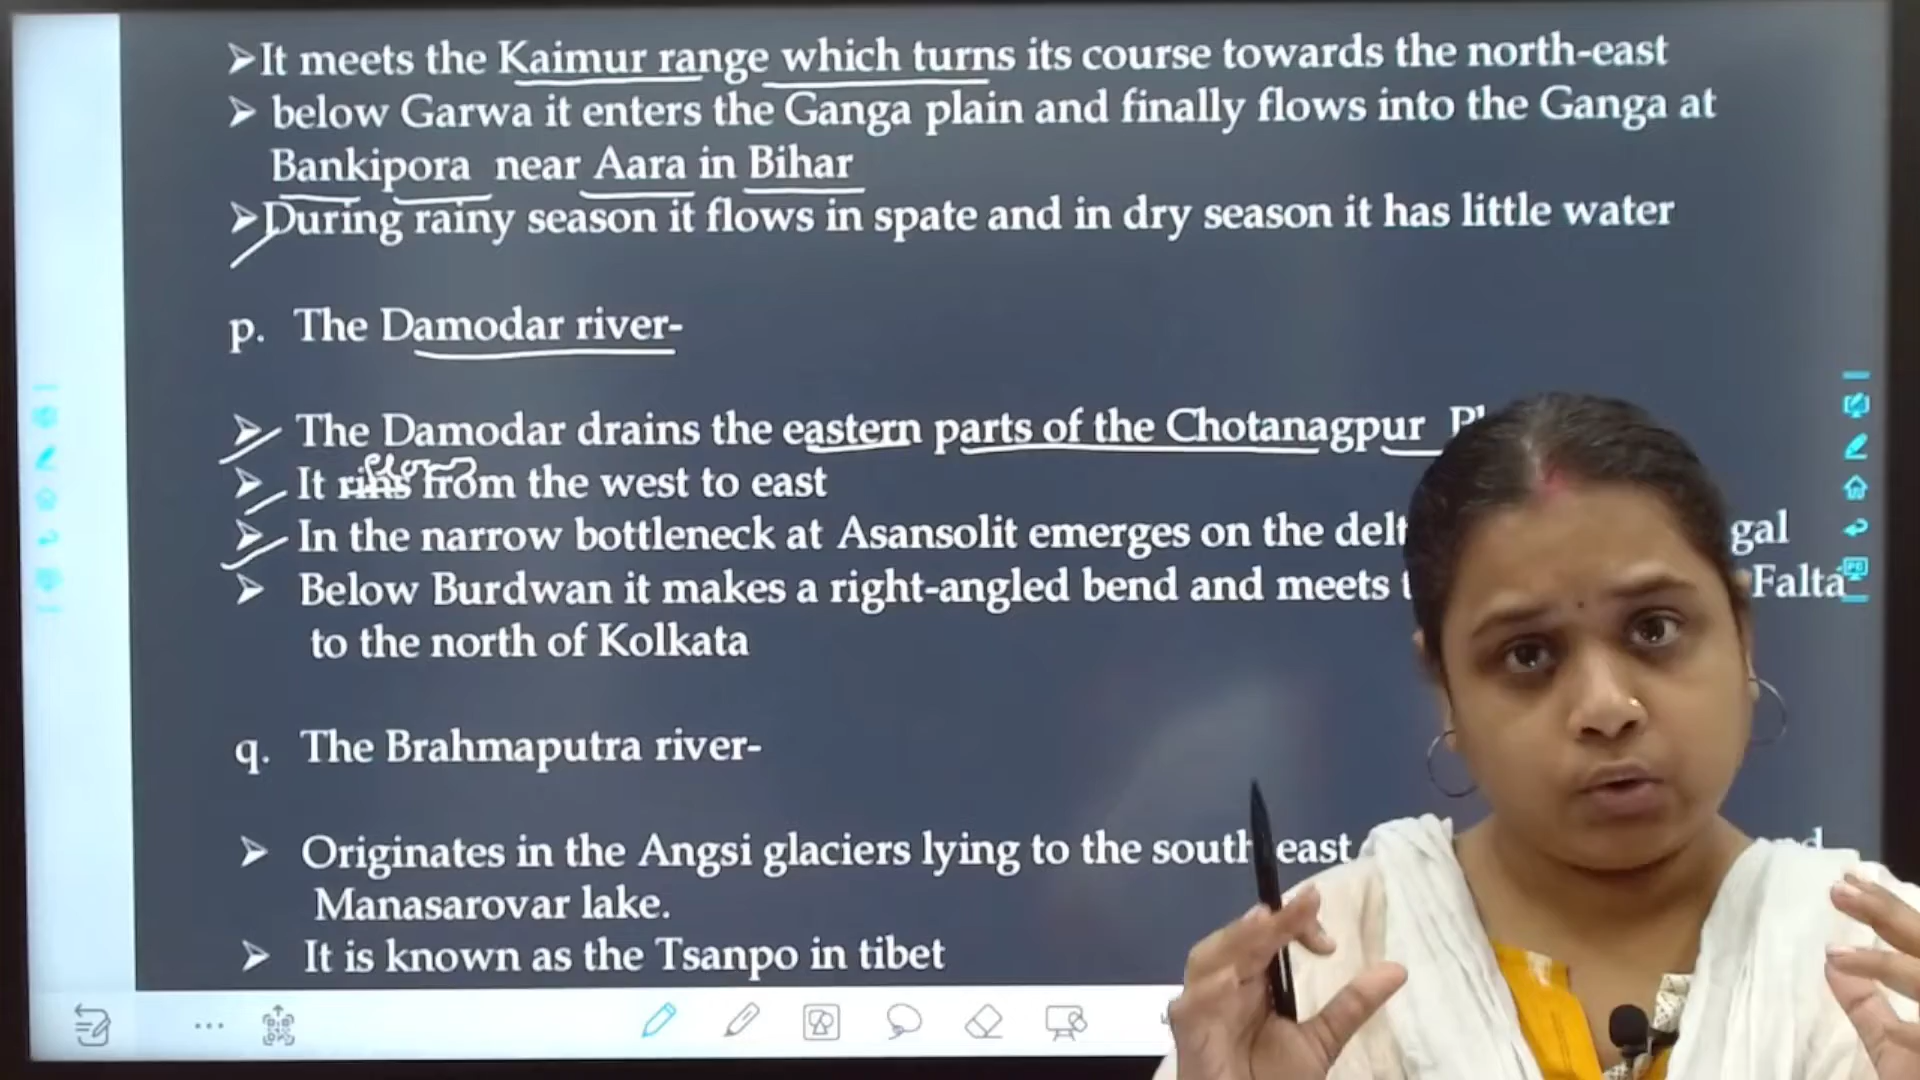 ➢It meets the Kaimur range which turns its course towards the north-east
➢ below Garwa it enters the Ganga plain and finally flows into the Ganga at
Bankipora near Aara in Bihar
➢During rainy season it flows in spate and in dry season it has little water
p. The Damodar river-
➢ The Damodar drains the eastern parts of the Chotanagpur
➢ It from the west to east
➢ In the narrow bottleneck at Asansolit emerges on the
➢ Below Burdwan it makes a right-angled bend and meets Falta
to the north of Kolkata
q. The Brahmaputra river-
➢ Originates in the Angsi glaciers lying to the south east
Manasarovar lake.
➢ It is known as the Tsanpo in tibet